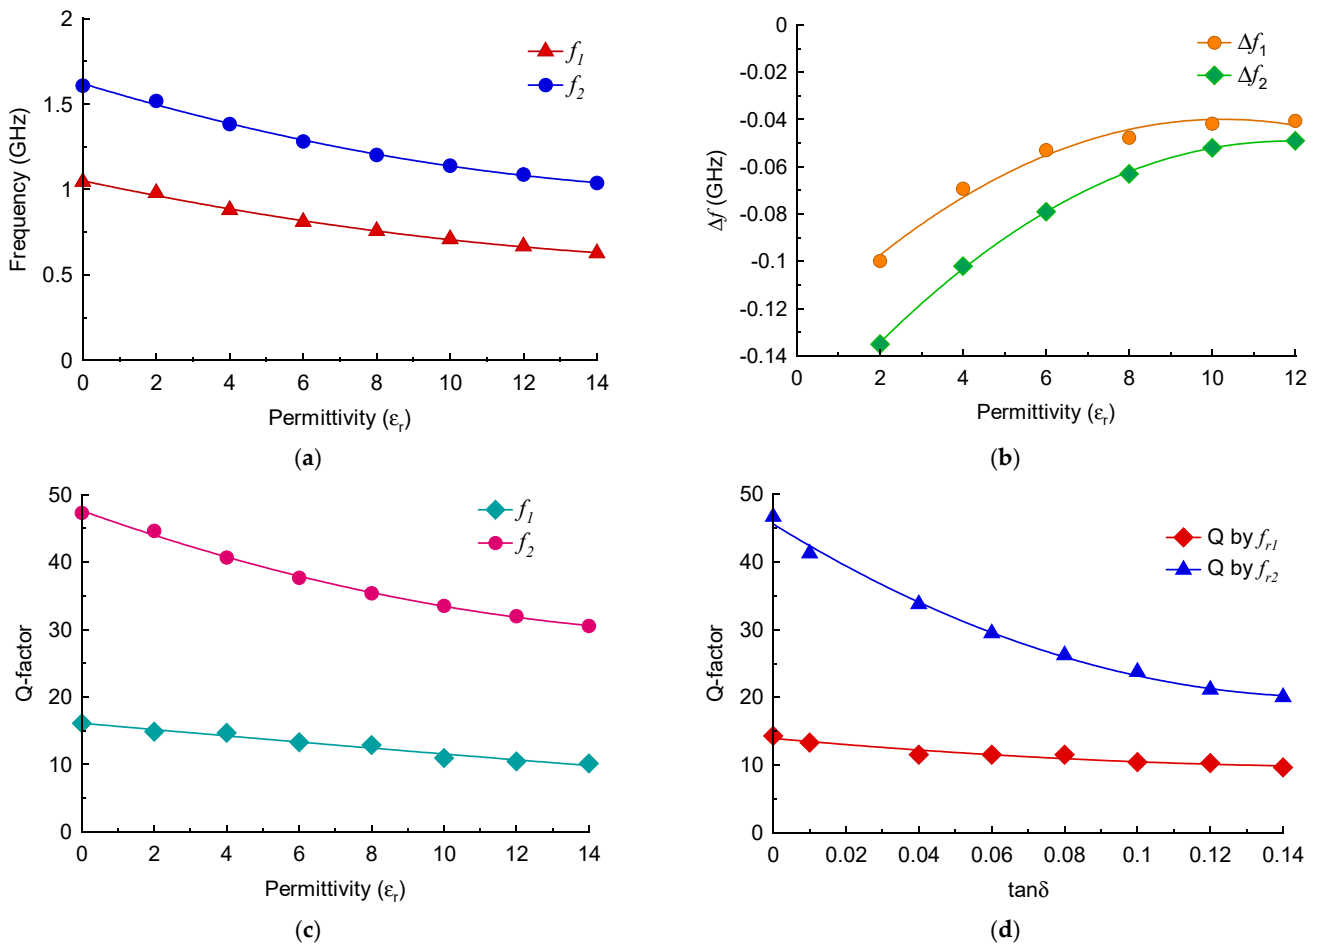 2
1.5
1
0.5
0
Frequency (GHz)
f1
f2
0 2 4 6 8 10 12 14
Permittivity (εr)
(a)
0
-0.02
-0.04
-0.06
-0.08
-0.1
-0.12
-0.14
Δf (GHz)
Δf1
Δf2
0 2 4 6 8 10 12
Permittivity (εr)
(b)
50
40
30
20
10
0
Q-factor
f1
f2
0 2 4 6 8 10 12 14
Permittivity (εr)
(c)
50
40
30
20
10
0
Q-factor
Q by fr1
Q by fr2
0 0.02 0.04 0.06 0.08 0.1 0.12 0.14
tanδ
(d)